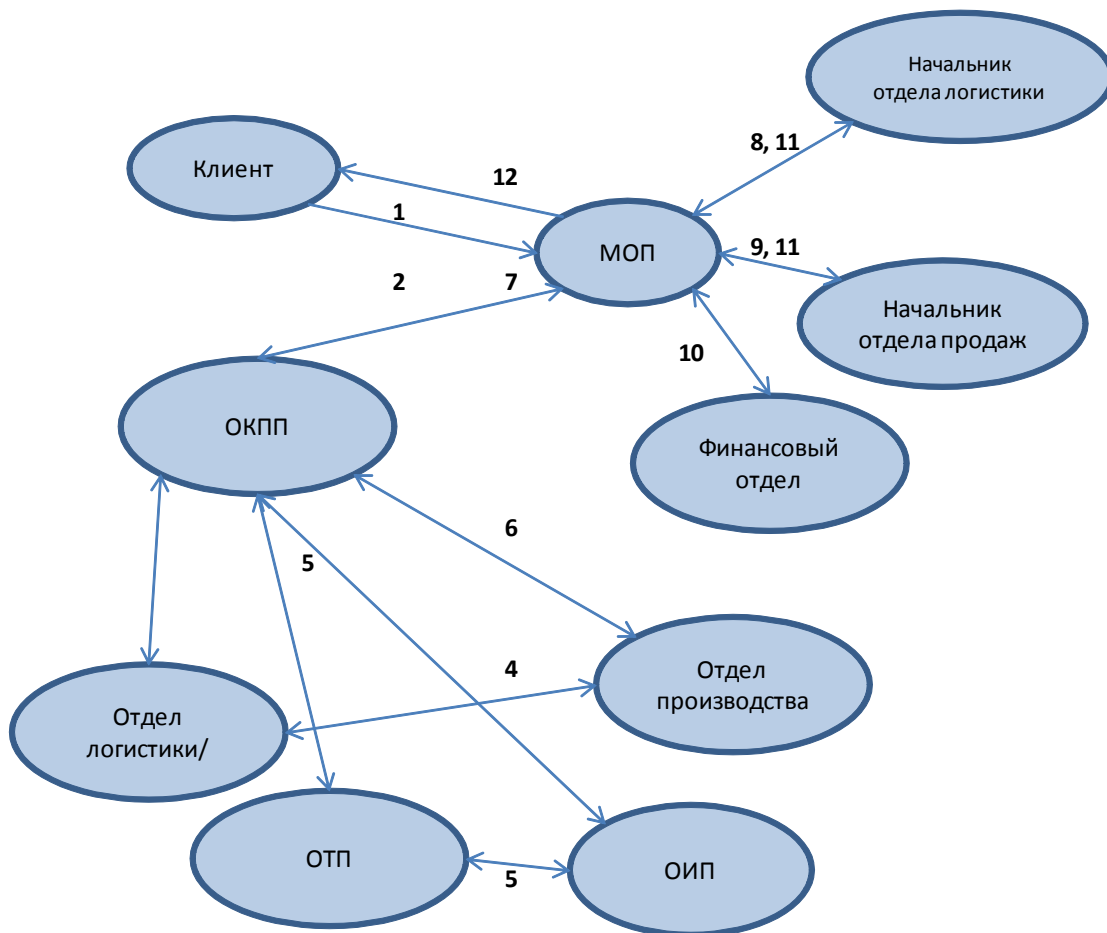 Начальник
отдела логистики
8, 11
Клиент
12
1
МОП
9, 11
2
7
Начальник
отдела продаж
10
ОКПП
Финансовый
отдел
6
5
4
Отдел
производства
Отдел
логистики/
ОТП
ОИП
5